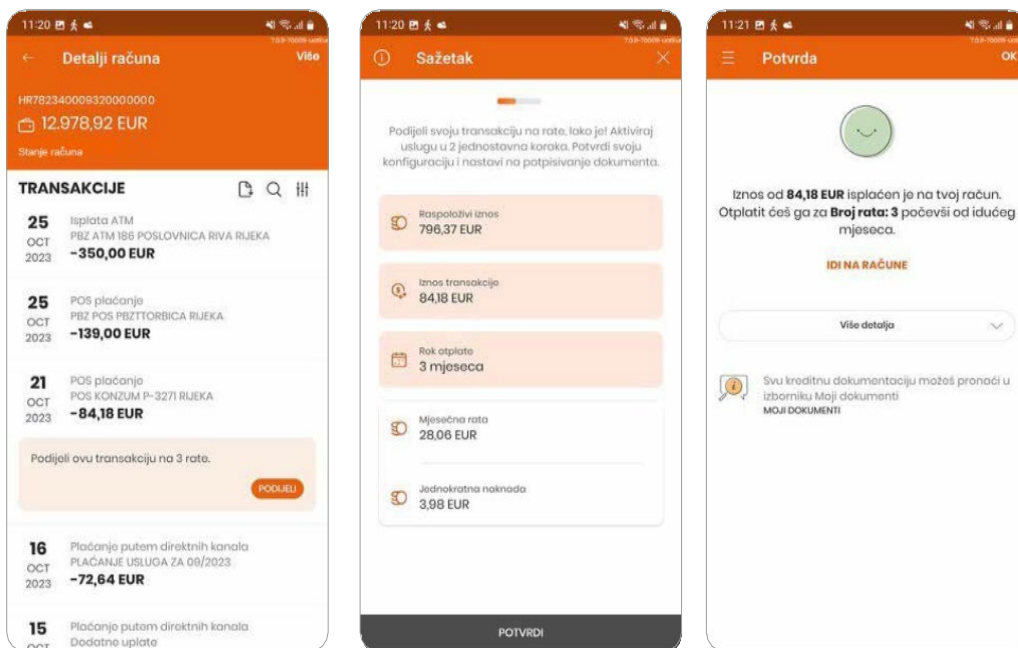 11:20
7.0.9-70009-uat
Detalji računa
Više
HR7823400093200000000
12.978,92 EUR
Stanje računa
TRANSAKCIJE
25 OCT 2023
Isplata ATM
PBZ ATM 186 POSLOVNICA RIVA RIJEKA
-350,00 EUR
25 OCT 2023
POS plaćanje
PBZ POS PBZTTORBICA RIJEKA
-139,00 EUR
21 OCT 2023
POS plaćanje
POS KONZUM P-3271 RIJEKA
-84,18 EUR
Podijeli ovu transakciju na 3 rate.
PODIJELI
16 OCT 2023
Plaćanje putem direktnih kanala
PLAĆANJE USLUGA ZA 09/2023
-72,64 EUR
15 OCT
Plaćanje putem direktnih kanala
Dodatne uplate
11:20
Sažetak
Podijeli svoju transakciju na rate, lako je! Aktiviraj
uslugu u 2 jednostavna koraka. Potvrdi svoju
konfiguraciju i nastavi na potpisivanje dokumenta.
Raspoloživi iznos
796,37 EUR
Iznos transakcije
84,18 EUR
Rok otplate
3 mjeseca
Mjesečna rata
28,06 EUR
Jednokratna naknada
3,98 EUR
POTVRDI
11:21
Potvrda
OK
Iznos od 84,18 EUR isplaćen je na tvoj račun.
Otplatit ćeš ga za Broj rata: 3 počevši od idućeg
mjeseca.
IDI NA RAČUNE
Više detalja
Svu kreditnu dokumentaciju možeš pronaći u
izborniku Moji dokumenti
MOJI DOKUMENTI